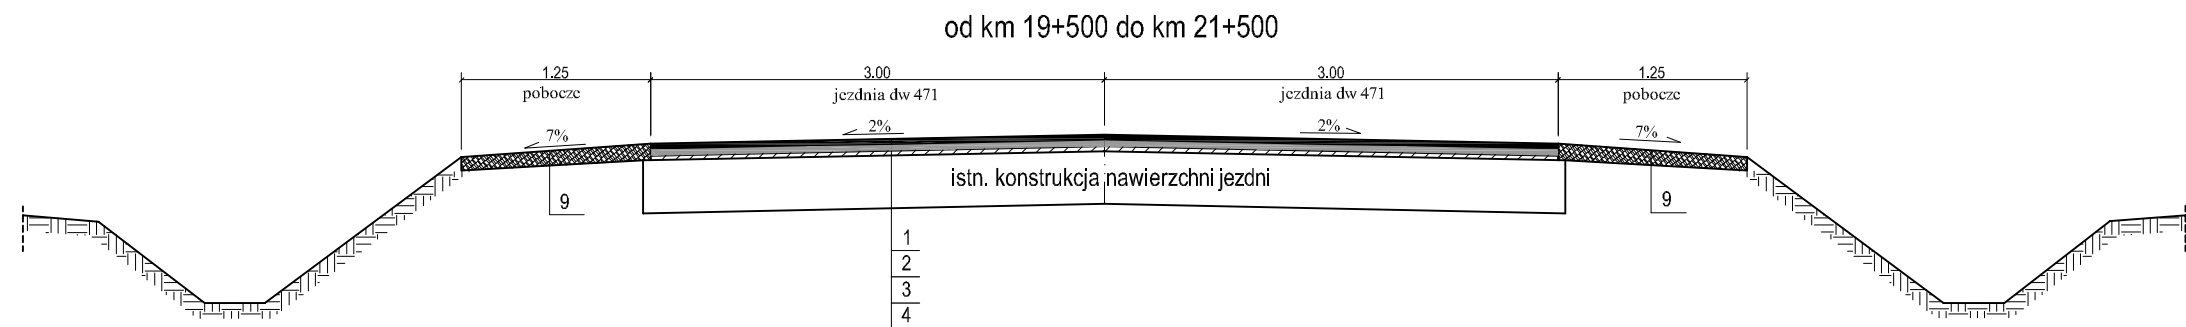 od km 19+500 do km 21+500
1.25 3.00 3.00 1.25
pobocze jezdnia dw 471 jezdnia dw 471 pobocze
7% 2% 2% 7%
istn. konstrukcja nawierzchni jezdni
9 9
1
2
3
4